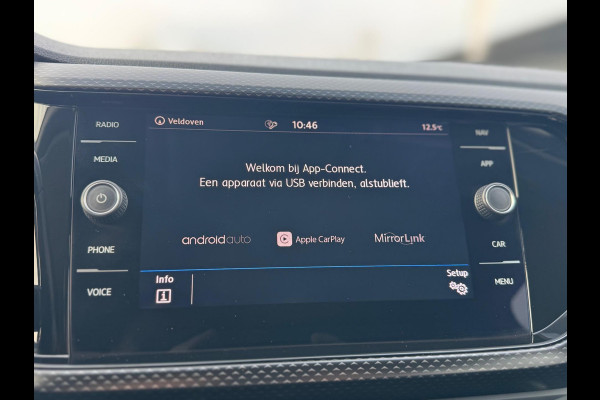 RADIO
MEDIA
PHONE
VOICE
Veldoven
10:46
12.5°C
Welkom bij App-Connect.
Een apparaat via USB verbinden, alstublieft.
androidauto
Apple CarPlay
MirrorLink
Info
Setup
NAV
APP
CAR
MENU